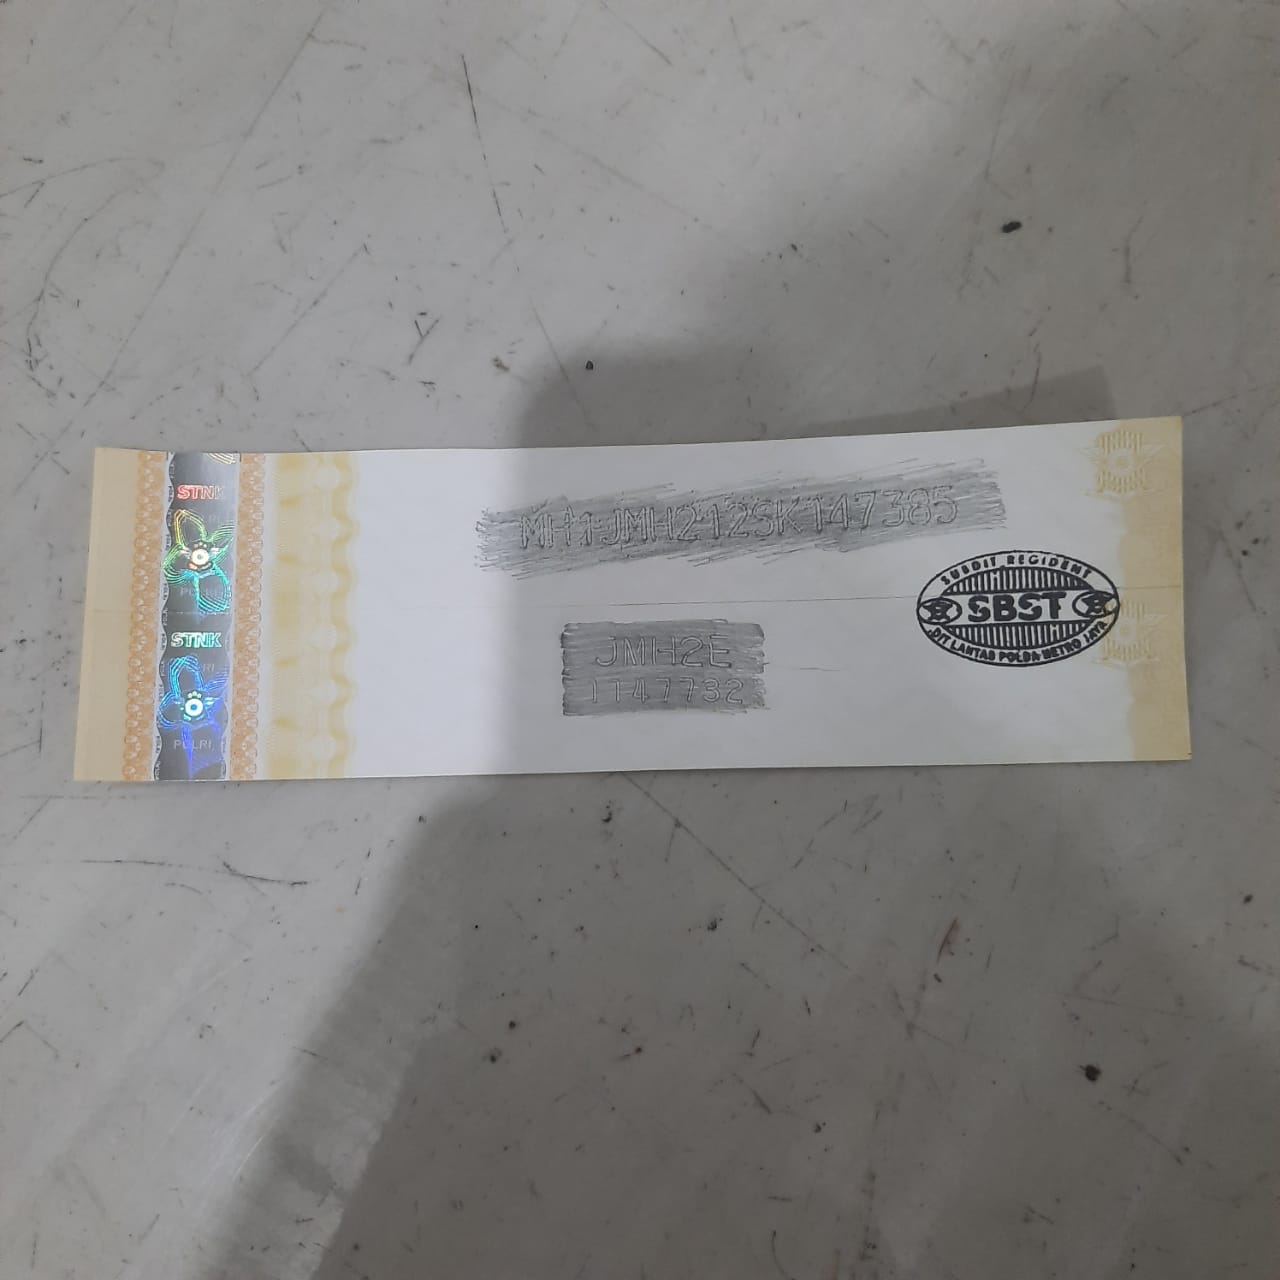 STNK
POLRI
STNK
POLRI
MH1JMH212SK147385
JMH2E
1147732
SUBDIT REGIDENT
SBST
DIT LANTAS POLDA METRO JAYA